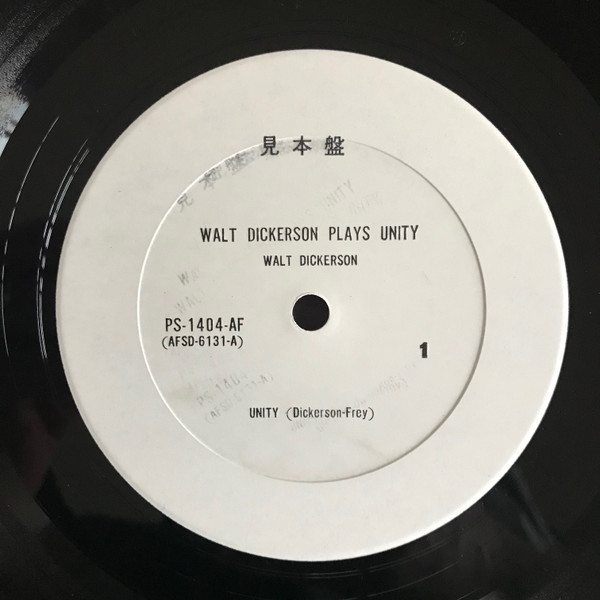 見本盤
WALT DICKERSON PLAYS UNITY
WALT DICKERSON
PS-1404-AF
(AFSD-6131-A)
1
UNITY (Dickerson-Frey)